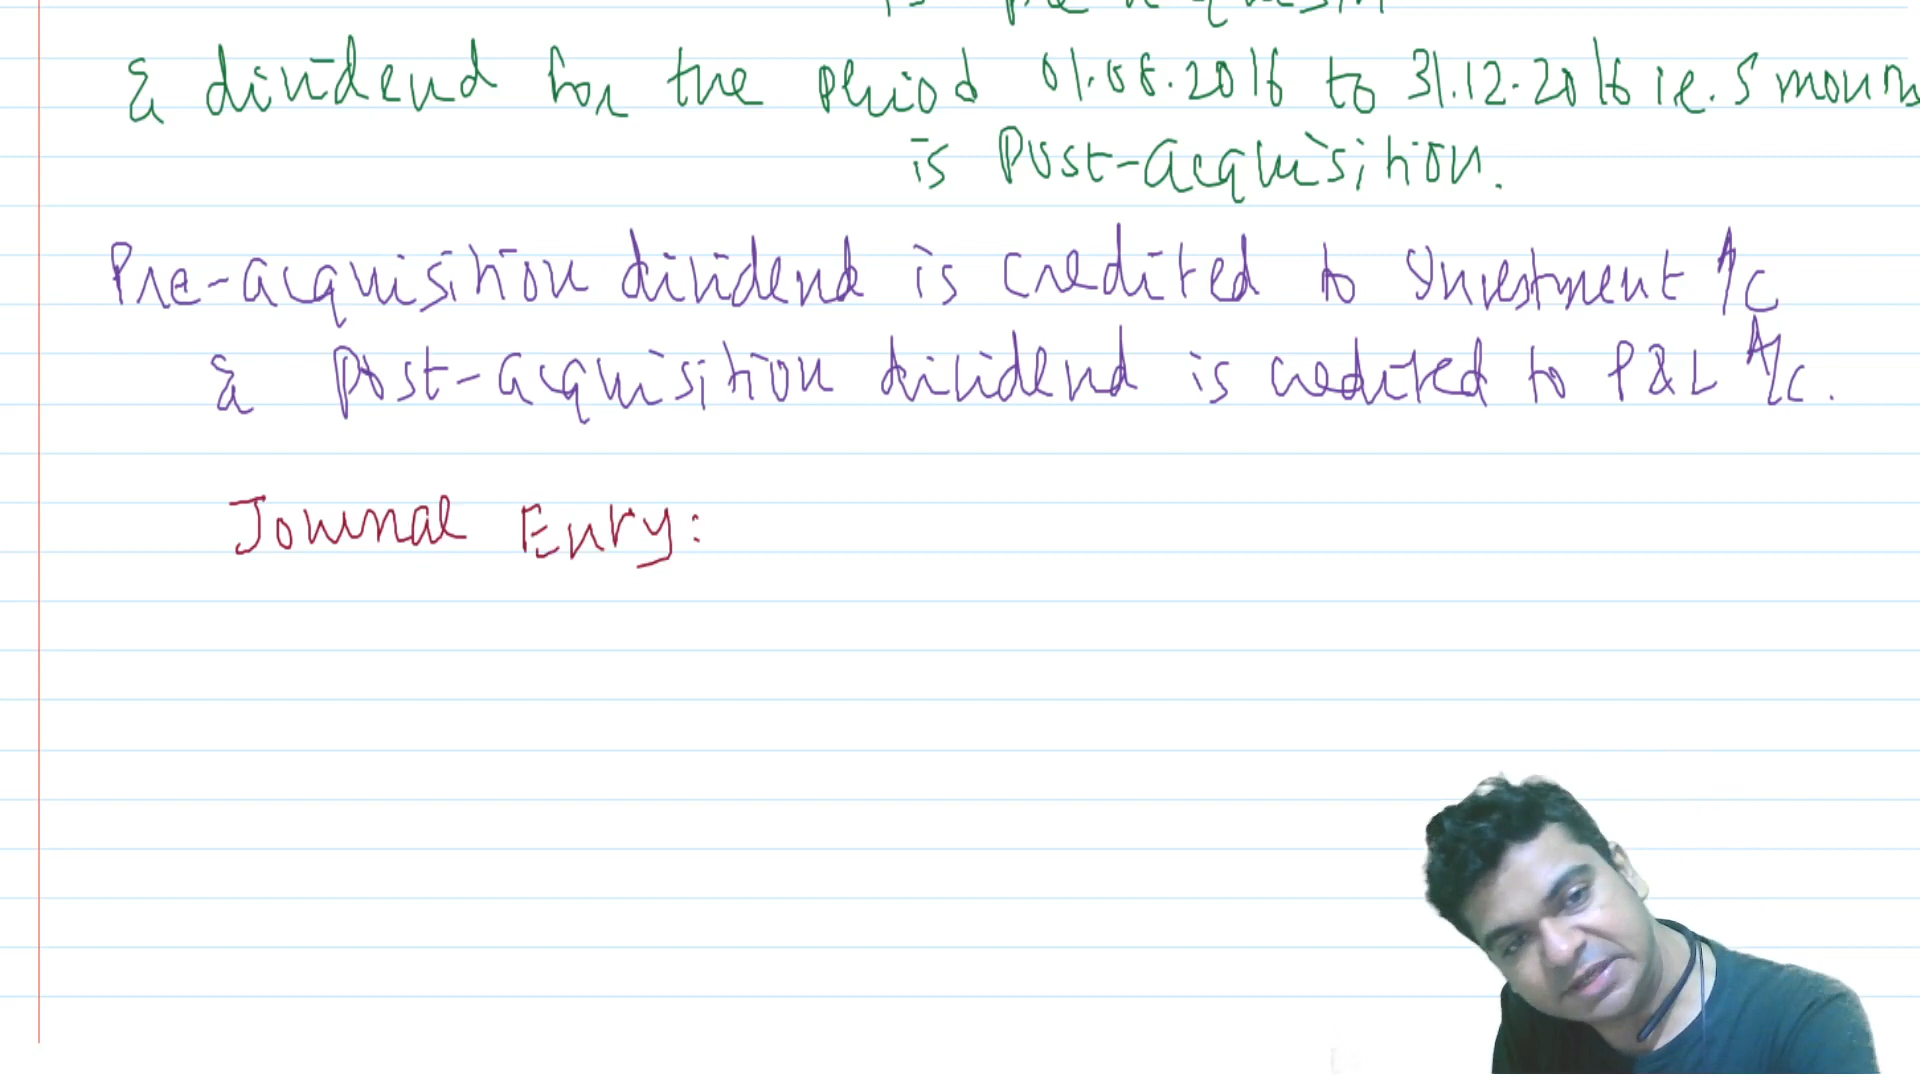 & dividend for the period 01.08.2016 to 31.12.2016 i.e. 5 months
is Post-acquisition.
Pre-acquisition dividend is credited to Investment A/c
& Post-acquisition dividend is credited to P&L A/c.
Journal Entry: